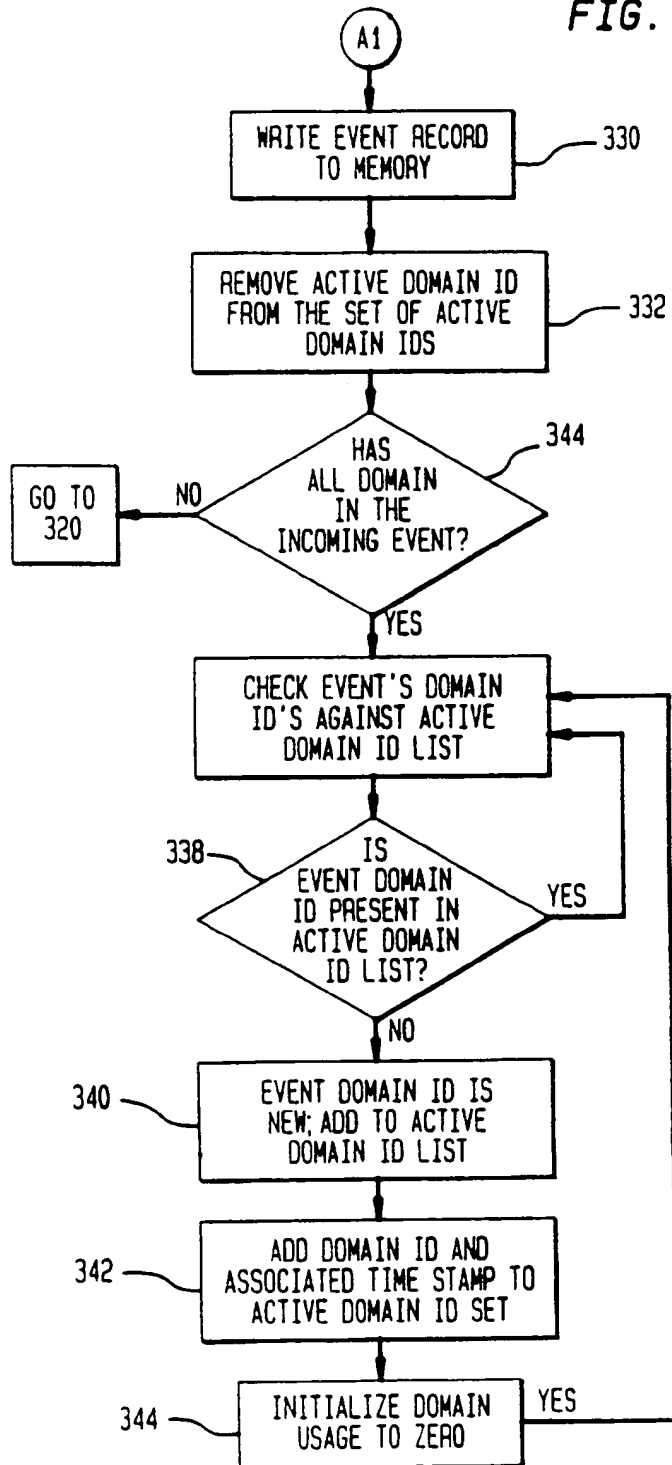 FIG.
A1
WRITE EVENT RECORD
TO MEMORY
330
REMOVE ACTIVE DOMAIN ID
FROM THE SET OF ACTIVE
DOMAIN IDS
332
HAS
ALL DOMAIN
IN THE
INCOMING EVENT?
344
NO
GO TO
320
YES
CHECK EVENT'S DOMAIN
ID'S AGAINST ACTIVE
DOMAIN ID LIST
338
IS
EVENT DOMAIN
ID PRESENT IN
ACTIVE DOMAIN
ID LIST?
YES
NO
340
EVENT DOMAIN ID IS
NEW; ADD TO ACTIVE
DOMAIN ID LIST
342
ADD DOMAIN ID AND
ASSOCIATED TIME STAMP TO
ACTIVE DOMAIN ID SET
344
INITIALIZE DOMAIN
USAGE TO ZERO
YES